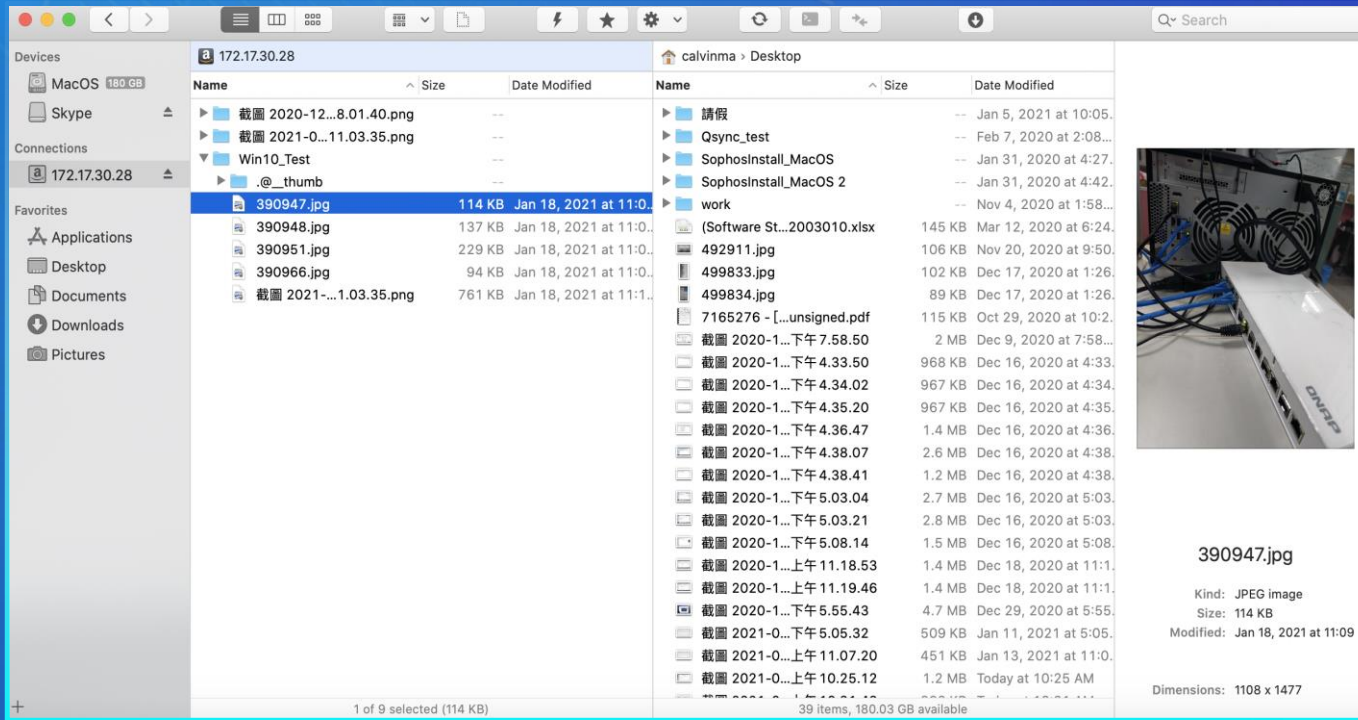 Search
Devices
MacOS 180 GB
Skype
Connections
172.17.30.28
Favorites
Applications
Desktop
Documents
Downloads
Pictures
172.17.30.28
Name Size Date Modified
截圖 2020-12...8.01.40.png --
截圖 2021-0...11.03.35.png --
Win10_Test --
.@__thumb --
390947.jpg 114 KB Jan 18, 2021 at 11:0..
390948.jpg 137 KB Jan 18, 2021 at 11:0..
390951.jpg 229 KB Jan 18, 2021 at 11:0..
390966.jpg 94 KB Jan 18, 2021 at 11:0..
截圖 2021-...1.03.35.png 761 KB Jan 18, 2021 at 11:1..
1 of 9 selected (114 KB)
calvinma › Desktop
Name Size Date Modified
請假 -- Jan 5, 2021 at 10:05.
Qsync_test -- Feb 7, 2020 at 2:08...
SophosInstall_MacOS -- Jan 31, 2020 at 4:27.
SophosInstall_MacOS 2 -- Jan 31, 2020 at 4:42.
work -- Nov 4, 2020 at 1:58...
(Software St...2003010.xlsx 145 KB Mar 12, 2020 at 6:24.
492911.jpg 106 KB Nov 20, 2020 at 9:50.
499833.jpg 102 KB Dec 17, 2020 at 1:26.
499834.jpg 89 KB Dec 17, 2020 at 1:26.
7165276 - [...unsigned.pdf 115 KB Oct 29, 2020 at 10:2.
截圖 2020-1...下午7.58.50 2 MB Dec 9, 2020 at 7:58...
截圖 2020-1...下午4.33.50 968 KB Dec 16, 2020 at 4:33.
截圖 2020-1...下午4.34.02 967 KB Dec 16, 2020 at 4:34.
截圖 2020-1...下午4.35.20 967 KB Dec 16, 2020 at 4:35.
截圖 2020-1...下午4.36.47 1.4 MB Dec 16, 2020 at 4:36.
截圖 2020-1...下午4.38.07 2.6 MB Dec 16, 2020 at 4:38.
截圖 2020-1...下午4.38.41 1.2 MB Dec 16, 2020 at 4:38.
截圖 2020-1...下午5.03.04 2.7 MB Dec 16, 2020 at 5:03.
截圖 2020-1...下午5.03.21 2.8 MB Dec 16, 2020 at 5:03.
截圖 2020-1...下午5.08.14 1.5 MB Dec 16, 2020 at 5:08.
截圖 2020-1...上午11.18.53 1.4 MB Dec 18, 2020 at 11:1.
截圖 2020-1...上午11.19.46 1.4 MB Dec 18, 2020 at 11:1.
截圖 2020-1...下午5.55.43 4.7 MB Dec 29, 2020 at 5:55.
截圖 2021-0...下午5.05.32 509 KB Jan 11, 2021 at 5:05.
截圖 2021-0...上午11.07.20 451 KB Jan 13, 2021 at 11:0.
截圖 2021-0...上午10.25.12 1.2 MB Today at 10:25 AM
39 items, 180.03 GB available
QNAP
390947.jpg
Kind: JPEG image
Size: 114 KB
Modified: Jan 18, 2021 at 11:09
Dimensions: 1108 x 1477